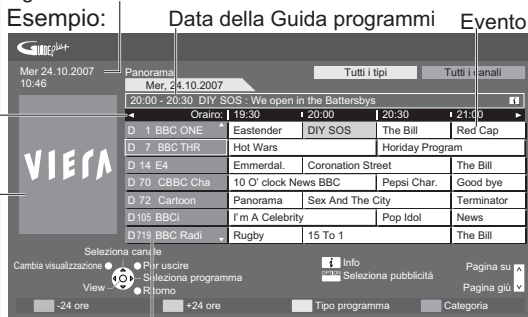 Esempio:
Data della Guida programmi
Evento
GUIDE plus+
Mer 24.10.2007
10:46
Panorama
Tutti i tipi
Tutti i canali
Mer, 24.10.2007
20:00 - 20:30 DIY SOS : We open in the Battersbys
Orairo:
19:30
20:00
20:30
21:00
D 1 BBC ONE
Eastender
DIY SOS
The Bill
Red Cap
D 7 BBC THR
Hot Wars
Horiday Program
D 14 E4
Emmerdal.
Coronation Street
The Bill
D 70 CBBC Cha
10 O' clock News BBC
Pepsi Char.
Good bye
D 72 Cartoon
Panorama
Sex And The City
Terminator
D 105 BBCi
I'm A Celebrity
Pop Idol
News
D719 BBC Radi
Rugby
15 To 1
The Bill
VIErA
Seleziona canale
Cambia visualizzazione
Per uscire
Seleziona programma
View
Ritorno
i Info
OPTION Seleziona pubblicità
Pagina su
Pagina giù
-24 ore
+24 ore
Tipo programma
Categoria